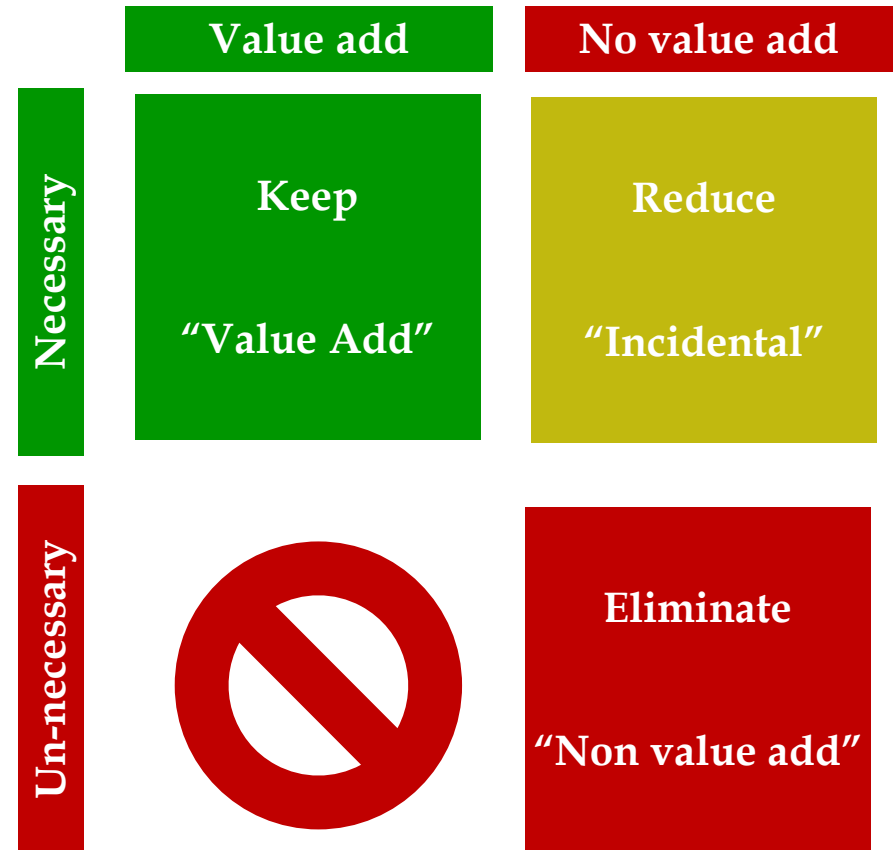 Value add
No value add
Necessary
Keep
“Value Add”
Reduce
“Incidental”
Un-necessary
Eliminate
“Non value add”